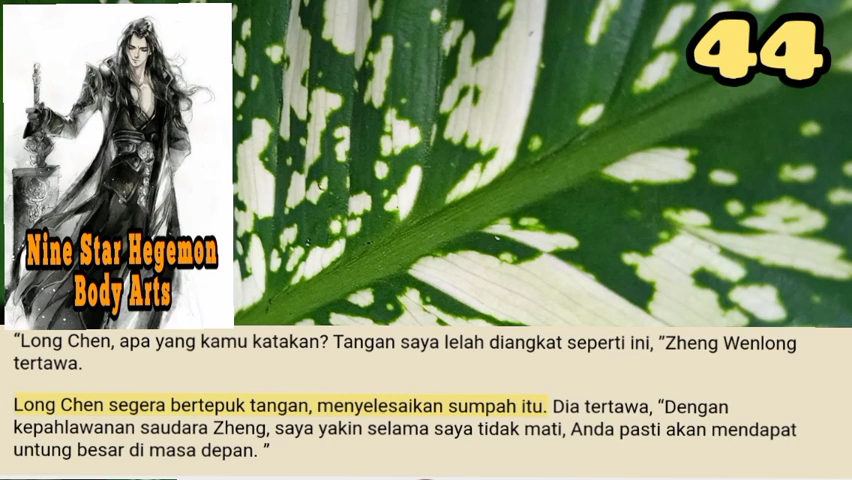 44
Nine Star Hegemon
Body Arts
“Long Chen, apa yang kamu katakan? Tangan saya lelah diangkat seperti ini, ”Zheng Wenlong
tertawa.
Long Chen segera bertepuk tangan, menyelesaikan sumpah itu. Dia tertawa, “Dengan
kepahlawanan saudara Zheng, saya yakin selama saya tidak mati, Anda pasti akan mendapat
untung besar di masa depan. ”